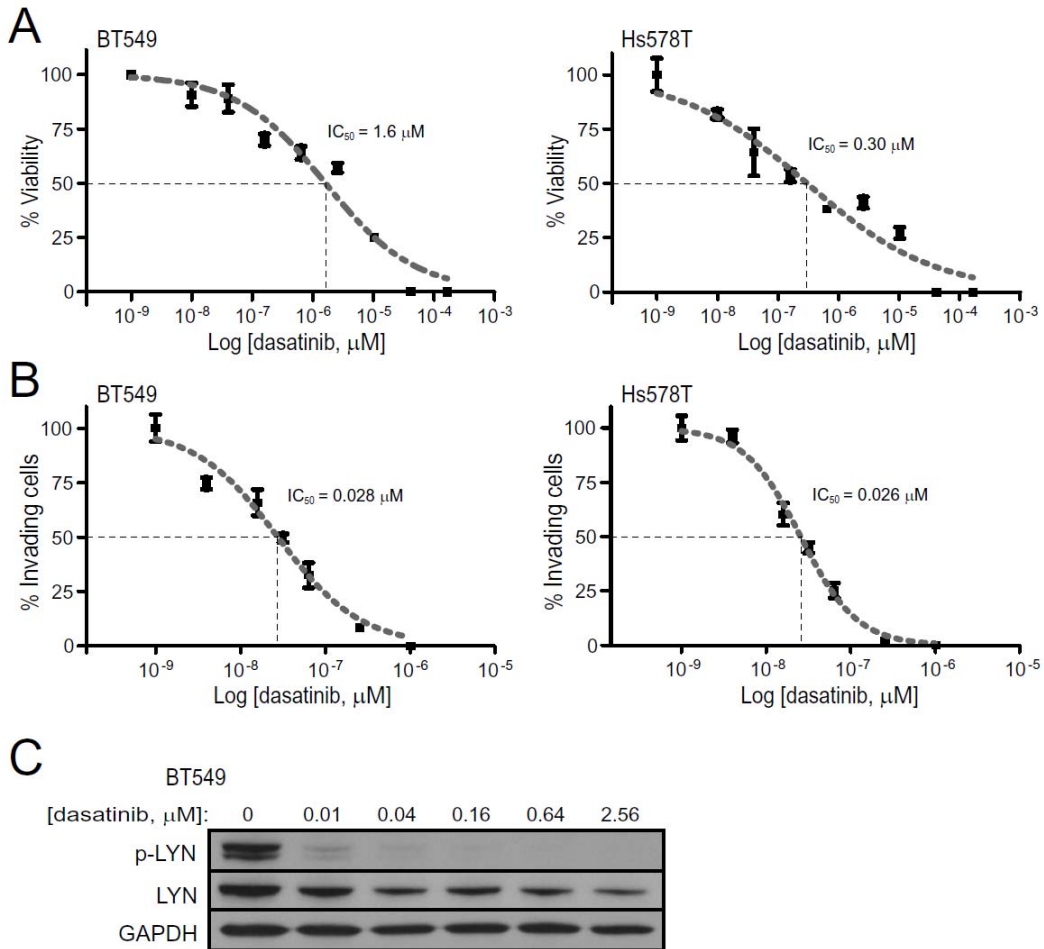 A
BT549
Hs578T
% Viability
100
75
50
25
0
IC50 = 1.6 μM
10-9 10-8 10-7 10-6 10-5 10-4 10-3
Log [dasatinib, μM]
% Viability
100
75
50
25
0
IC50 = 0.30 μM
10-9 10-8 10-7 10-6 10-5 10-4 10-3
Log [dasatinib, μM]
B
BT549
Hs578T
% Invading cells
100
75
50
25
0
IC50 = 0.028 μM
10-9 10-8 10-7 10-6 10-5
Log [dasatinib, μM]
% Invading cells
100
75
50
25
0
IC50 = 0.026 μM
10-9 10-8 10-7 10-6 10-5
Log [dasatinib, μM]
C
BT549
[dasatinib, μM]: 0 0.01 0.04 0.16 0.64 2.56
p-LYN
LYN
GAPDH